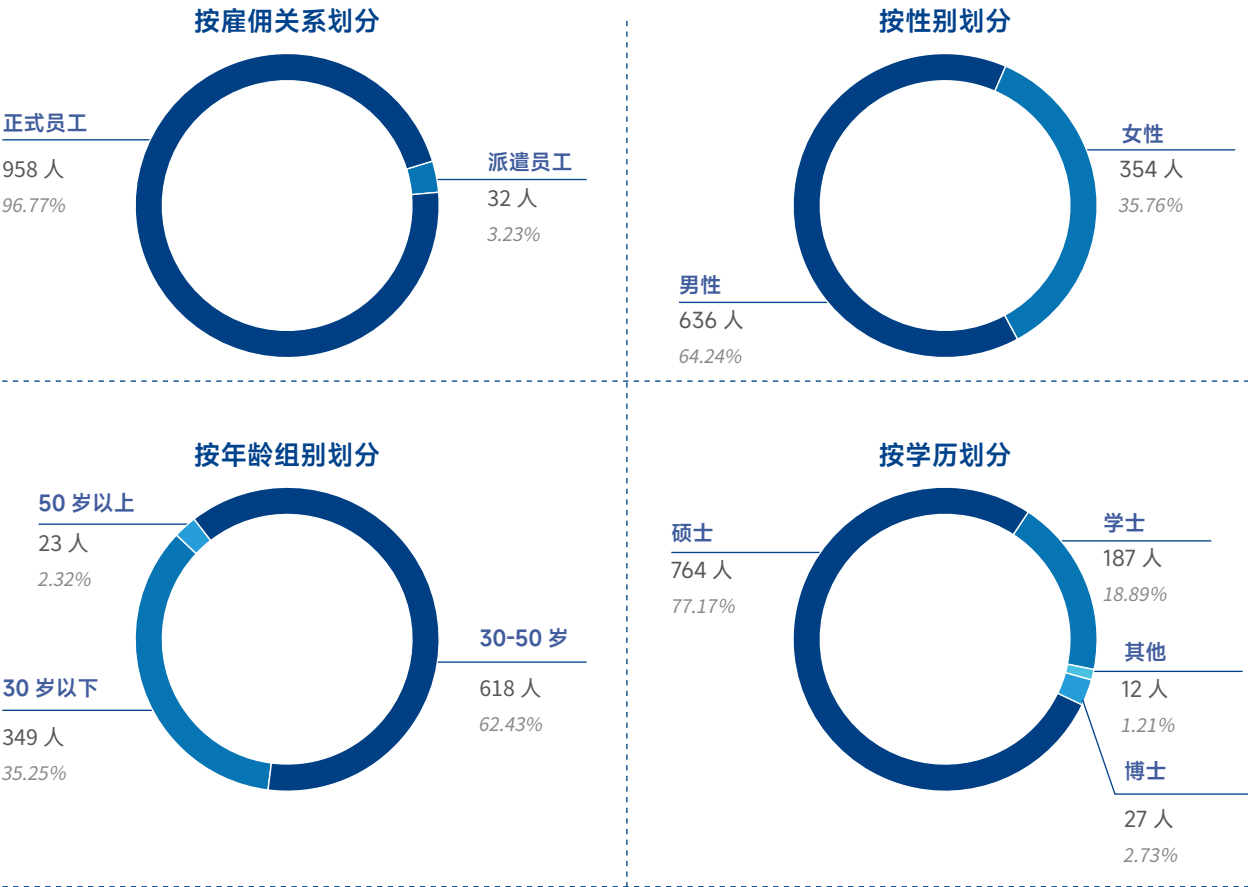 按雇佣关系划分
正式员工
958 人
96.77%
派遣员工
32 人
3.23%
按性别划分
女性
354 人
35.76%
男性
636 人
64.24%
按年龄组别划分
50 岁以上
23 人
2.32%
30-50 岁
618 人
62.43%
30 岁以下
349 人
35.25%
按学历划分
硕士
764 人
77.17%
学士
187 人
18.89%
其他
12 人
1.21%
博士
27 人
2.73%